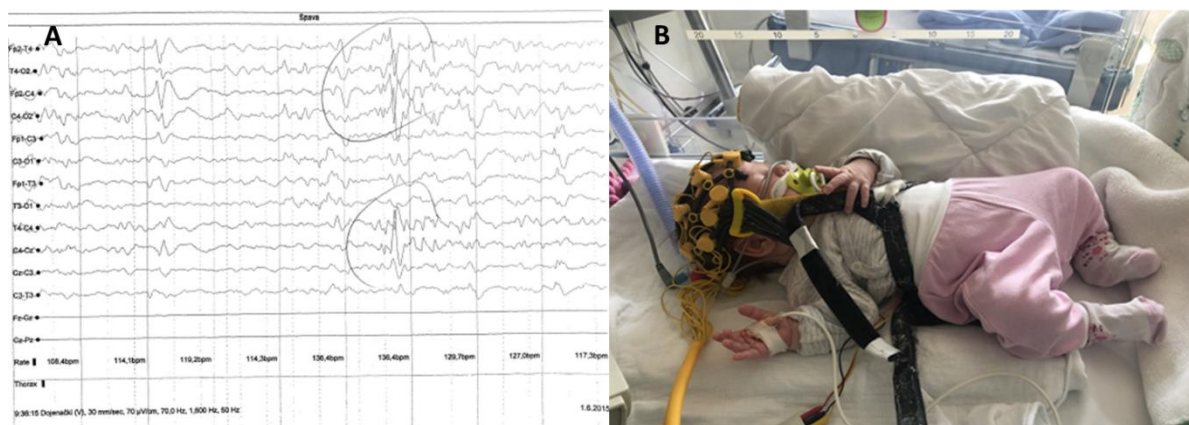 Spava
A
Fp2-T4
T4-O2
Fp2-C4
C4-O2
Fp1-C3
C3-O1
Fp1-T3
T3-O1
T4-C4
C4-Cz
Cz-C3
C3-T3
Fz-Cz
Cz-Pz
Rate 108,4bpm 114,1bpm 119,2bpm 114,3bpm 136,4bpm 136,4bpm 129,7bpm 127,0bpm 117,3bpm
Thorax
9:36:15 Dojenački (V), 30 mm/sec, 70 µV/cm, 70,0 Hz, 1,600 Hz, 50 Hz 1.6.2015
B
20 15 10 5 10 20